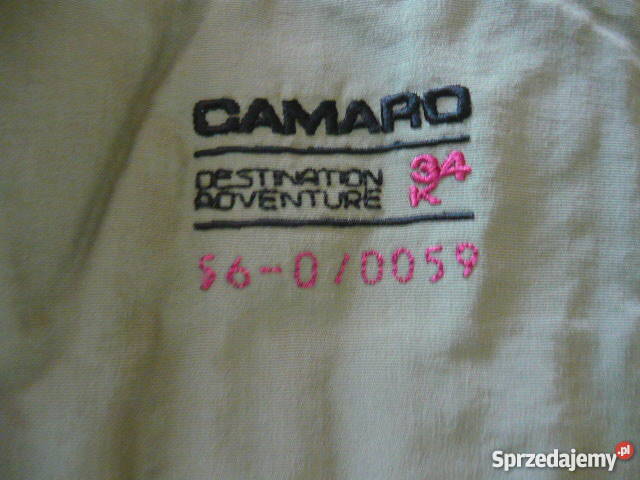 CAMARO
DESTINATION 34
ADVENTURE K
56-0/0059
Sprzedajemy.pl